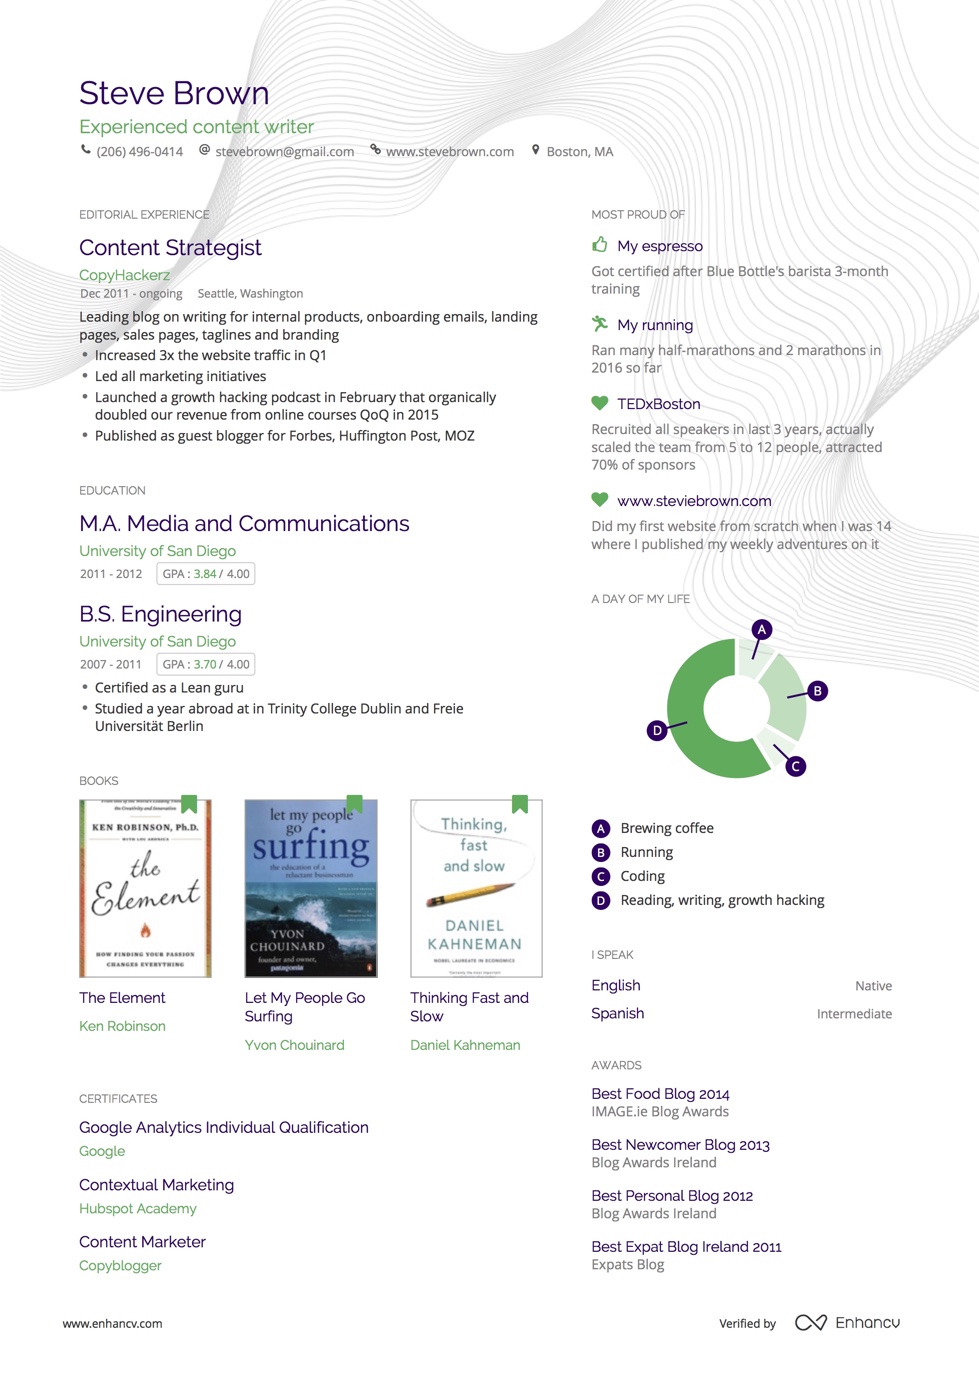 Steve Brown
Experienced content writer
(206) 496-0414 @ stevebrown@gmail.com www.stevebrown.com Boston, MA
EDITORIAL EXPERIENCE
Content Strategist
CopyHackerz
Dec 2011 - ongoing Seattle, Washington
Leading blog on writing for internal products, onboarding emails, landing
pages, sales pages, taglines and branding
• Increased 3x the website traffic in Q1
• Led all marketing initiatives
• Launched a growth hacking podcast in February that organically
doubled our revenue from online courses QoQ in 2015
• Published as guest blogger for Forbes, Huffington Post, MOZ
EDUCATION
M.A. Media and Communications
University of San Diego
2011 - 2012 GPA : 3.84 / 4.00
B.S. Engineering
University of San Diego
2007 - 2011 GPA : 3.70 / 4.00
• Certified as a Lean guru
• Studied a year abroad at in Trinity College Dublin and Freie
Universität Berlin
BOOKS
on Creativity and Innovation
KEN ROBINSON, Ph.D.
WITH LOU ARONICA
the
Element
HOW FINDING YOUR PASSION
CHANGES EVERYTHING
let my people
go
surfing
the education of a
reluctant businessman
YVON
CHOUINARD
founder and owner,
patagonia
Thinking,
fast
and slow
DANIEL
KAHNEMAN
NOBEL LAUREATE IN ECONOMICS
The Element
Ken Robinson
Let My People Go
Surfing
Yvon Chouinard
Thinking Fast and
Slow
Daniel Kahneman
CERTIFICATES
Google Analytics Individual Qualification
Google
Contextual Marketing
Hubspot Academy
Content Marketer
Copyblogger
MOST PROUD OF
My espresso
Got certified after Blue Bottle's barista 3-month
training
My running
Ran many half-marathons and 2 marathons in
2016 so far
TEDxBoston
Recruited all speakers in last 3 years, actually
scaled the team from 5 to 12 people, attracted
70% of sponsors
www.steviebrown.com
Did my first website from scratch when I was 14
where I published my weekly adventures on it
A DAY OF MY LIFE
A
B
D
C
A Brewing coffee
B Running
C Coding
D Reading, writing, growth hacking
I SPEAK
English Native
Spanish Intermediate
AWARDS
Best Food Blog 2014
IMAGE.ie Blog Awards
Best Newcomer Blog 2013
Blog Awards Ireland
Best Personal Blog 2012
Blog Awards Ireland
Best Expat Blog Ireland 2011
Expats Blog
www.enhancv.com Verified by Enhancv